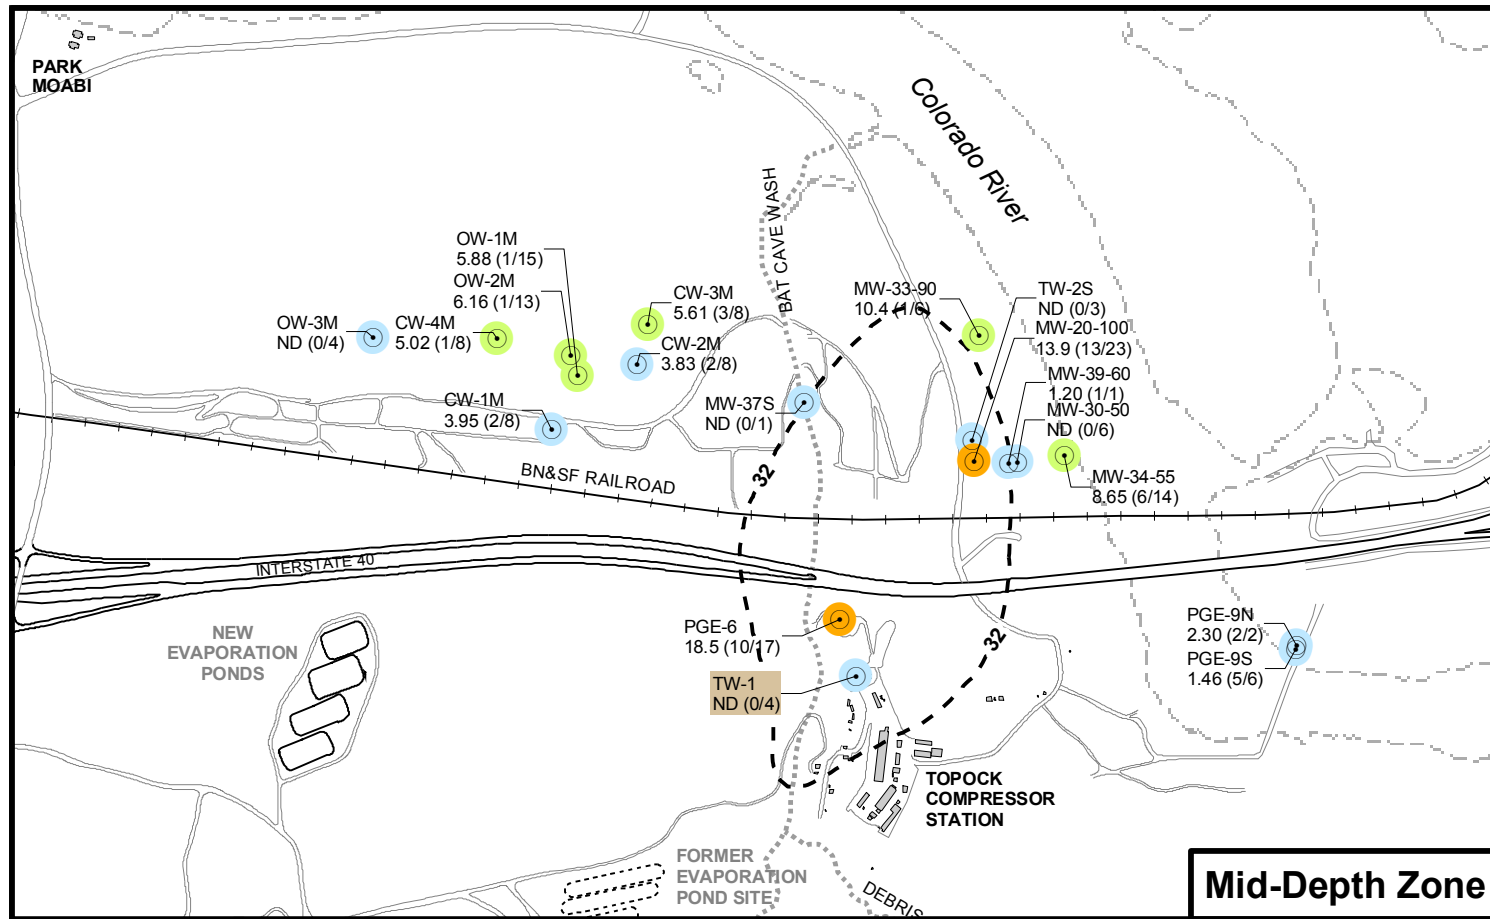 PARK
MOABI
Colorado River
BAT CAVE WASH
OW-1M
5.88 (1/15)
OW-2M
6.16 (1/13)
OW-3M
ND (0/4)
CW-4M
5.02 (1/8)
CW-3M
5.61 (3/8)
CW-2M
3.83 (2/8)
CW-1M
3.95 (2/8)
MW-33-90
10.4 (1/6)
TW-2S
ND (0/3)
MW-20-100
13.9 (13/23)
MW-39-60
1.20 (1/1)
MW-30-50
ND (0/6)
MW-37S
ND (0/1)
MW-34-55
8.65 (6/14)
32
BN&SF RAILROAD
INTERSTATE 40
NEW
EVAPORATION
PONDS
PGE-6
18.5 (10/17)
TW-1
ND (0/4)
32
PGE-9N
2.30 (2/2)
PGE-9S
1.46 (5/6)
TOPOCK
COMPRESSOR
STATION
FORMER
EVAPORATION
POND SITE
DEBRIS
Mid-Depth Zone